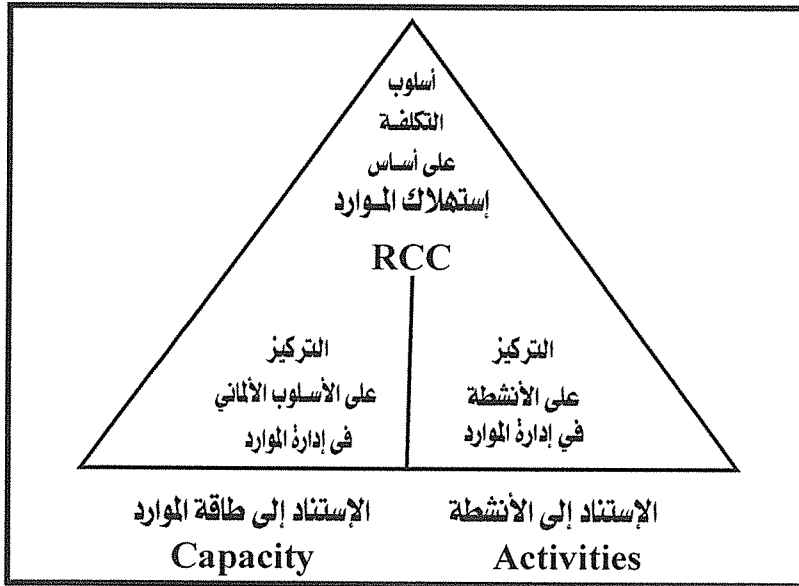 أسلوب
التكلفة
على أساس
إستهلاك الموارد
RCC
التركيز
على الأنشطة
في إدارة الموارد
التركيز
على الأسلوب الألماني
فى إدارة الموارد
الإستناد إلى الأنشطة
Activities
الإستناد إلى طاقة الموارد
Capacity